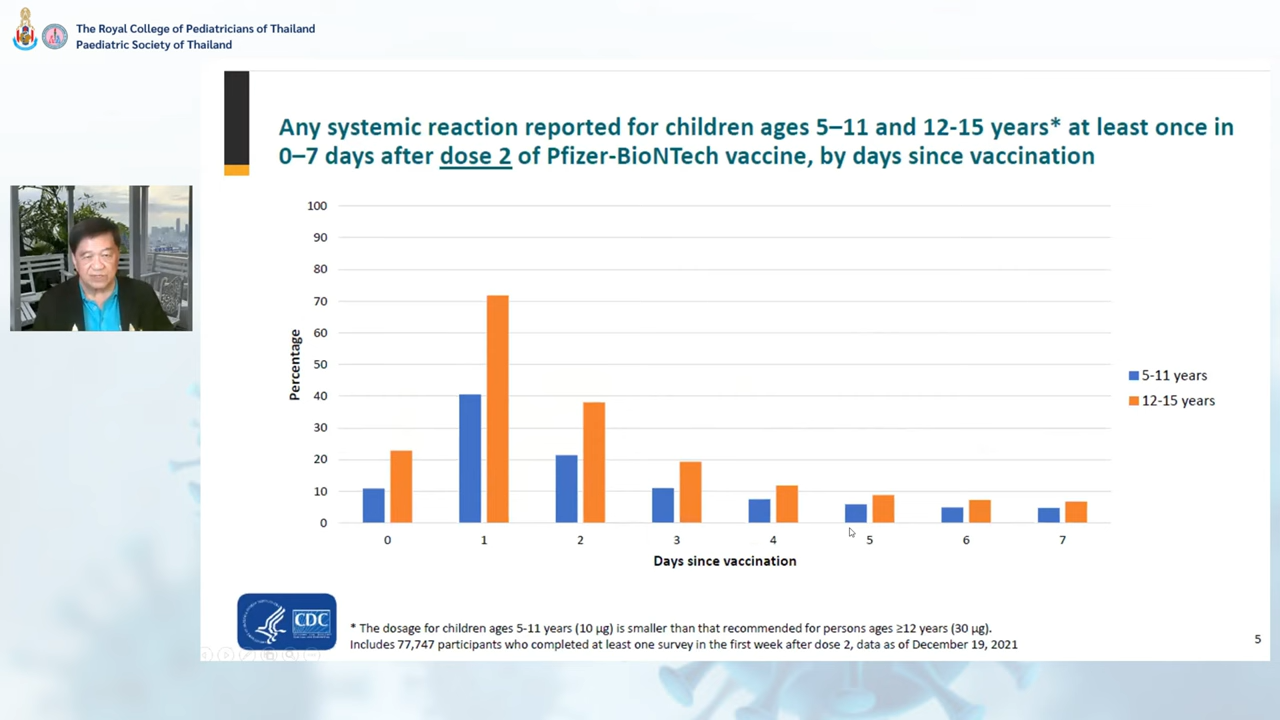 The Royal College of Pediatricians of Thailand
Paediatric Society of Thailand
Any systemic reaction reported for children ages 5–11 and 12-15 years* at least once in
0–7 days after dose 2 of Pfizer-BioNTech vaccine, by days since vaccination
100
90
80
70
60
50
40
30
20
10
0
Percentage
0 1 2 3 4 5 6 7
Days since vaccination
5-11 years
12-15 years
CDC
* The dosage for children ages 5-11 years (10 µg) is smaller than that recommended for persons ages ≥12 years (30 µg).
Includes 77,747 participants who completed at least one survey in the first week after dose 2, data as of December 19, 2021
5